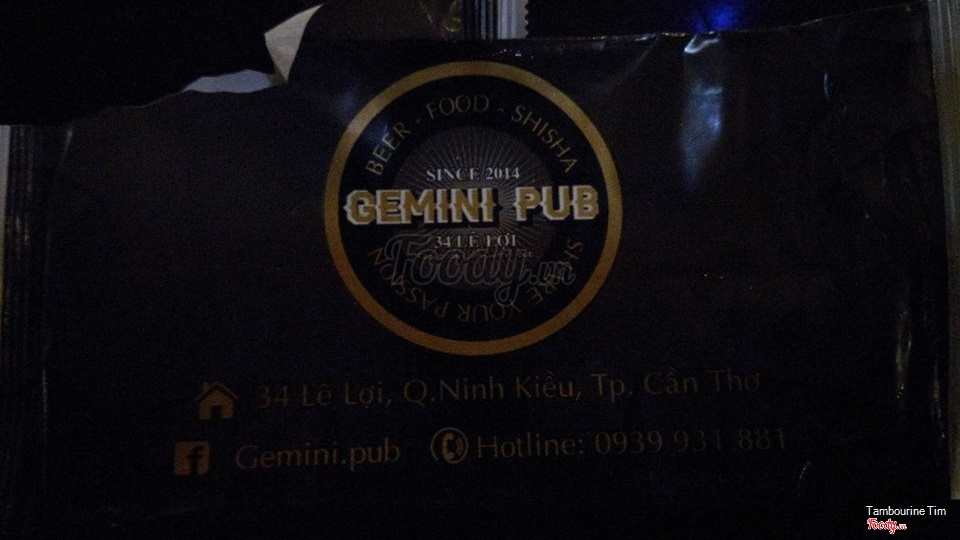 BEER - FOOD - SHISHA
SINCE 2014
GEMINI PUB
34 LÊ LỢI
Foody.vn
SHARE YOUR PASSION
34 Lê Lợi, Q.Ninh Kiều, Tp. Cần Thơ
Gemini.pub Hotline: 0939 931 881
Tambourine Tim
Foody.vn